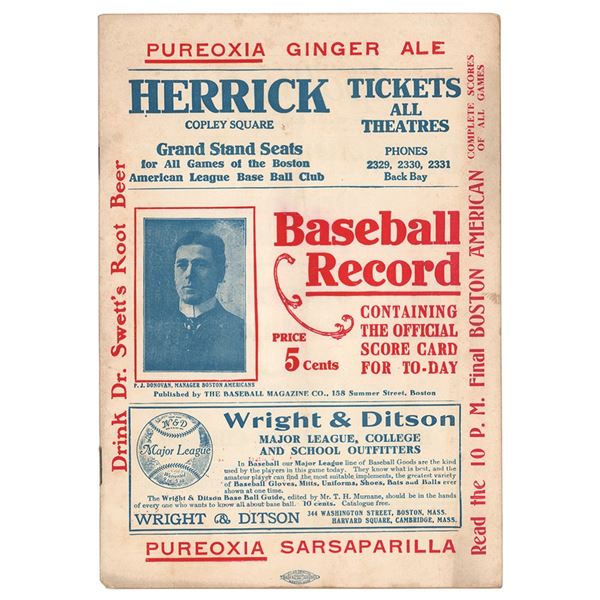 PUREOXIA GINGER ALE
HERRICK
COPLEY SQUARE
Grand Stand Seats
for All Games of the Boston
American League Base Ball Club
TICKETS
ALL
THEATRES
PHONES
2329, 2330, 2331
Back Bay
Drink Dr. Swett's Root Beer
Baseball
Record
PRICE
5 Cents
CONTAINING
THE OFFICIAL
SCORE CARD
FOR TO-DAY
P. J. DONOVAN, MANAGER BOSTON AMERICANS
Published by THE BASEBALL MAGAZINE CO., 158 Summer Street, Boston
Read the 10 P. M. Final BOSTON AMERICAN
COMPLETE SCORES
OF ALL GAMES
W & D
Major League
Wright & Ditson
MAJOR LEAGUE, COLLEGE
AND SCHOOL OUTFITTERS
In Baseball our Major League line of Baseball Goods are the kind
used by the players in this game today. They know what is best, and the
amateur player can find the most suitable implements, the greatest variety
of Baseball Gloves, Mitts, Uniforms, Shoes, Bats and Balls ever
shown at one time.
The Wright & Ditson Base Ball Guide, edited by Mr. T. H. Murnane, should be in the hands
of every one who wants to know all about base ball. 10 cents. Catalogue free.
WRIGHT & DITSON
344 WASHINGTON STREET, BOSTON, MASS.
HARVARD SQUARE, CAMBRIDGE, MASS.
PUREOXIA SARSAPARILLA